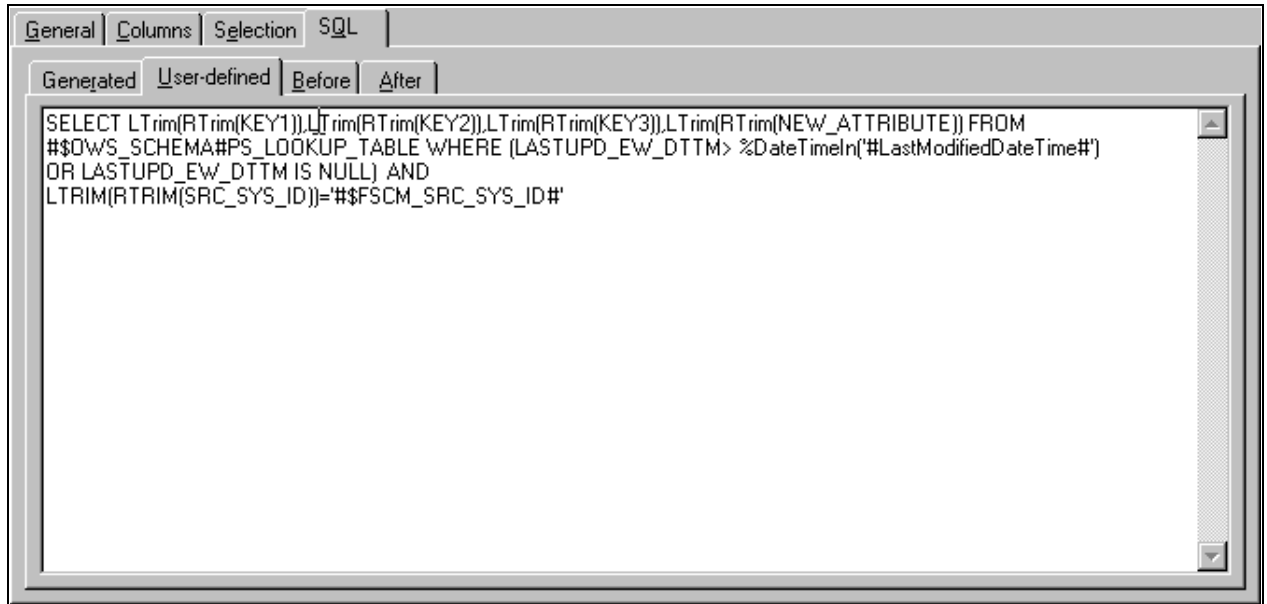 General Columns Selection SQL
Generated User-defined Before After
SELECT LTrim(RTrim(KEY1)),LTrim(RTrim(KEY2)),LTrim(RTrim(KEY3)),LTrim(RTrim(NEW_ATTRIBUTE)) FROM
#$OWS_SCHEMA#PS_LOOKUP_TABLE WHERE (LASTUPD_EW_DTTM> %DateTimeIn('#LastModifiedDateTime#')
OR LASTUPD_EW_DTTM IS NULL) AND
LTRIM(RTRIM(SRC_SYS_ID))='#$FSCM_SRC_SYS_ID#'